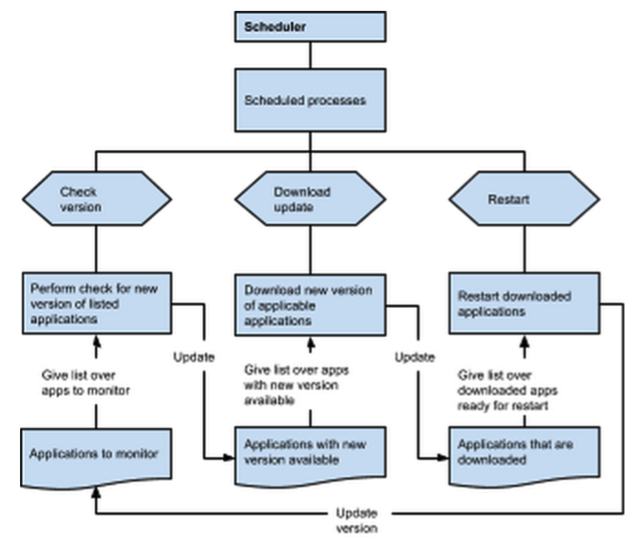 Scheduler
Scheduled processes
Check
version
Download
update
Restart
Perform check for new
version of listed
applications
Download new version
of applicable
applications
Restart downloaded
applications
Update
Update
Give list over
apps to monitor
Give list over apps
with new version
available
Give list over
downloaded apps
ready for restart
Applications to monitor
Applications with new
version available
Applications that are
downloaded
Update
version